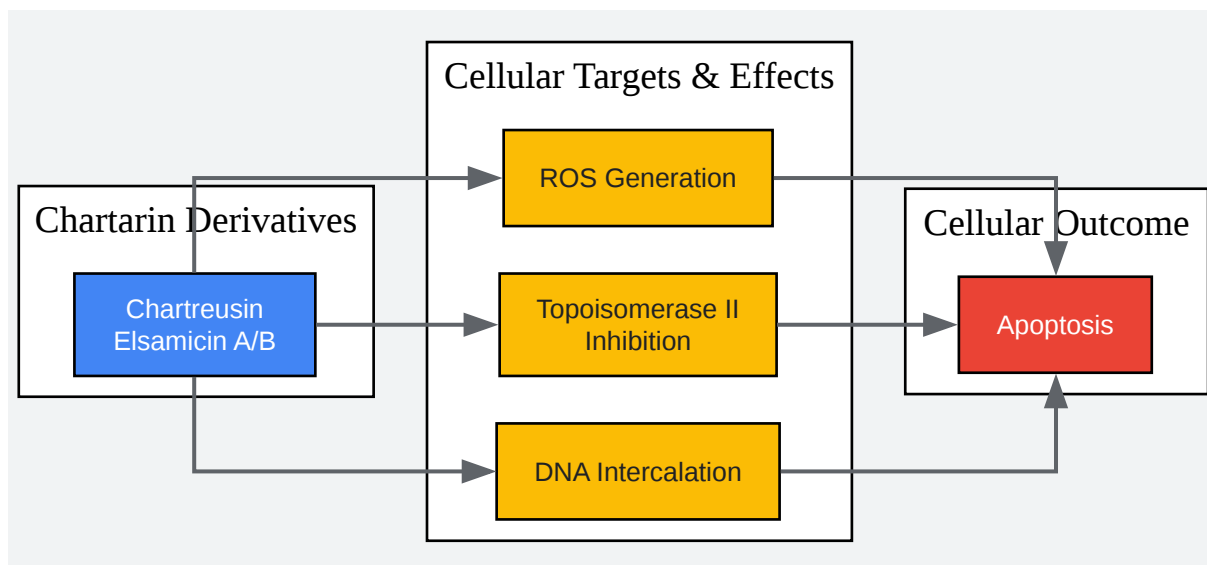 Chartarin Derivatives
Chartreusin
Elsamicin A/B
Cellular Targets & Effects
ROS Generation
Topoisomerase II
Inhibition
DNA Intercalation
Cellular Outcome
Apoptosis